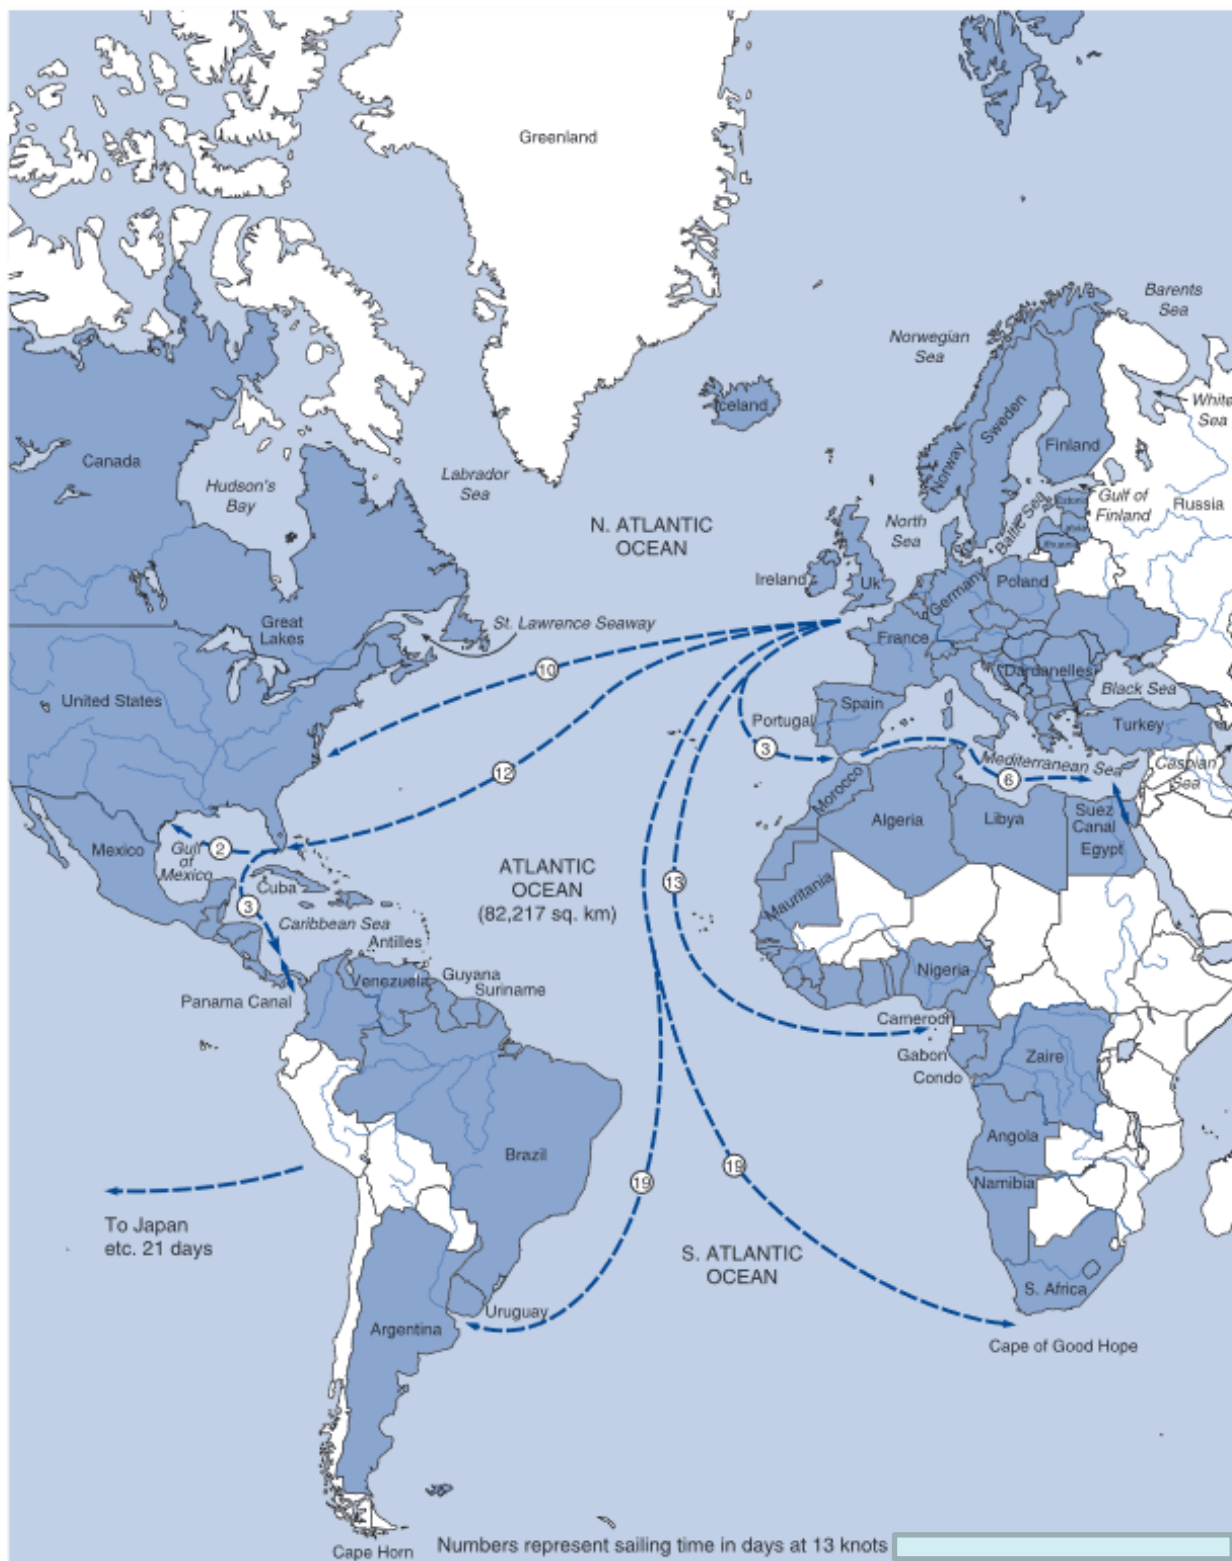 Greenland
Barents
Sea
Norwegian
Sea
White
Sea
Iceland
Sweden
Finland
Norway
Canada
Hudson's
Bay
Labrador
Sea
N. ATLANTIC
OCEAN
North
Sea
Baltic Sea
Gulf of
Finland
Russia
Estonia
Ireland
Uk
Germany
Poland
Great
Lakes
St. Lawrence Seaway
France
Dardanelles
Black Sea
10
United States
Portugal
Spain
Turkey
3
12
Mediterranean Sea
6
Caspian
Sea
Morocco
Algeria
Libya
Suez
Canal
Egypt
Mexico
2
Gulf
of
Mexico
Cuba
3
Caribbean Sea
Antilles
ATLANTIC
OCEAN
(82,217 sq. km)
13
Mauritania
Venezuela
Guyana
Suriname
Nigeria
Panama Canal
Cameroon
Gabon
Condo
Zaire
Brazil
Angola
Namibia
19
19
To Japan
etc. 21 days
S. ATLANTIC
OCEAN
S. Africa
Uruguay
Argentina
Cape of Good Hope
Cape Horn
Numbers represent sailing time in days at 13 knots